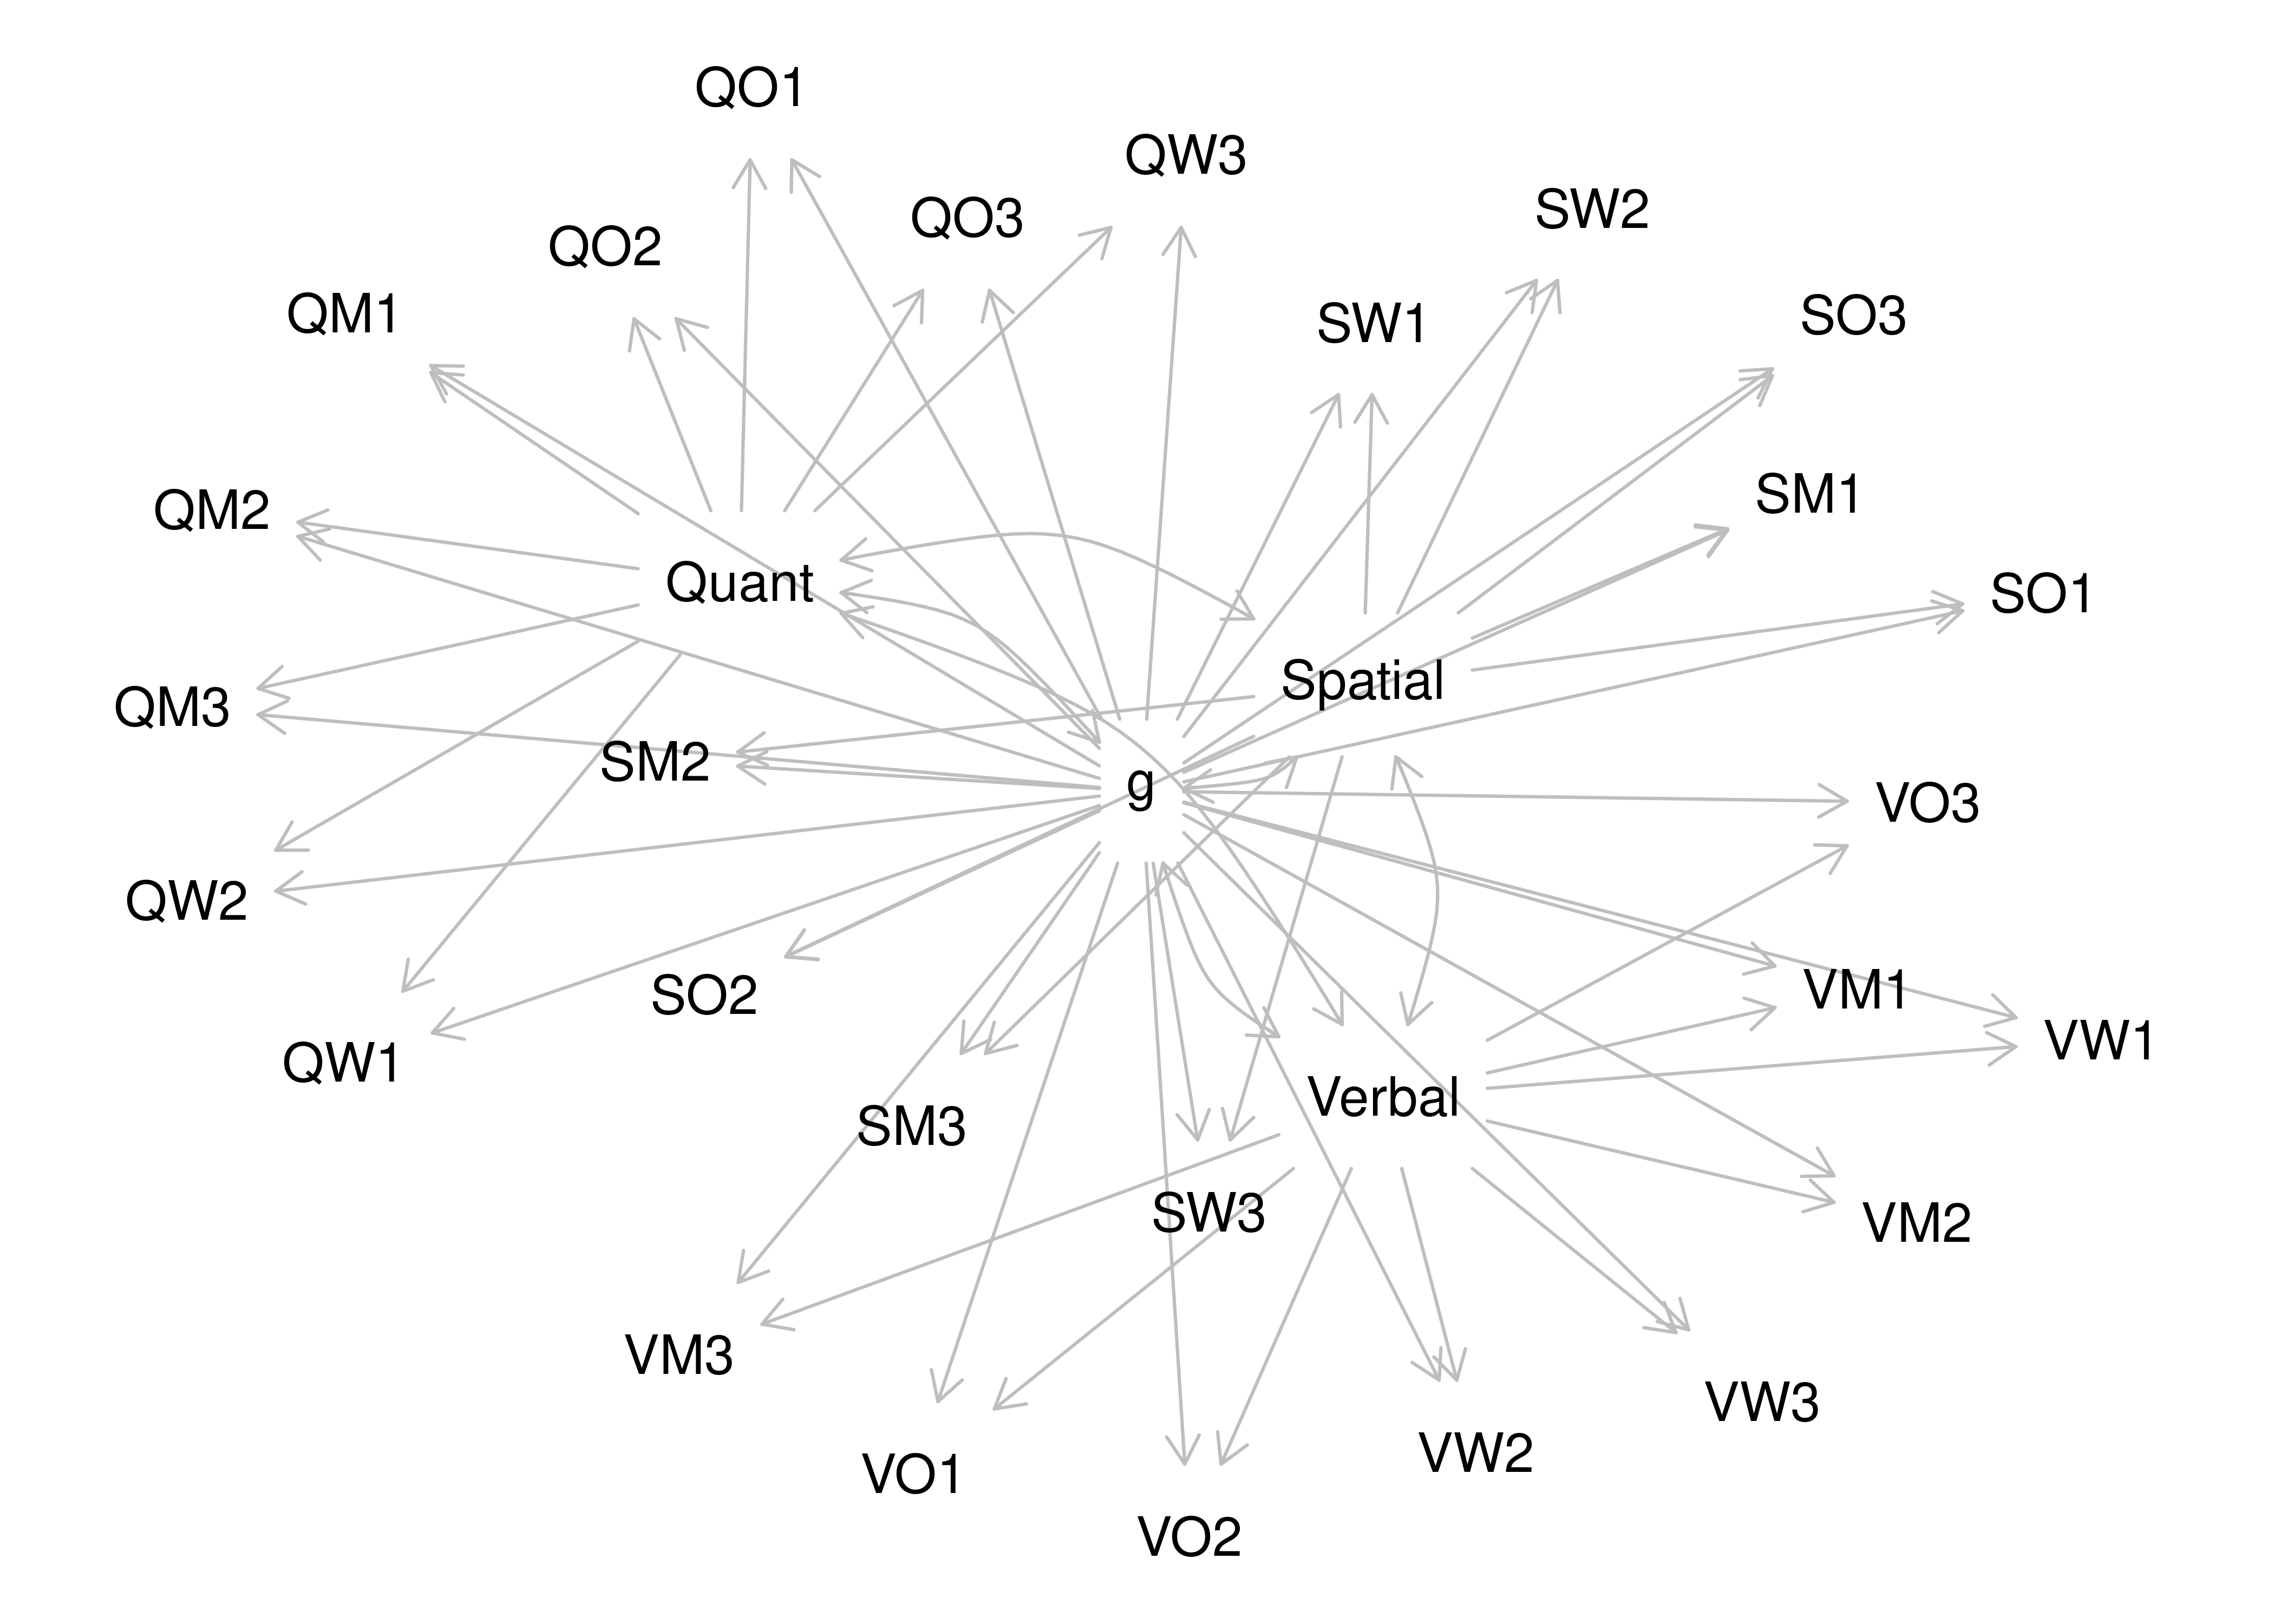 QO1
QW3
SW2
QO3
QO2
QM1
SO3
SW1
SM1
QM2
Quant
SO1
Spatial
QM3
SM2
g
VO3
QW2
VM1
SO2
VW1
QW1
Verbal
SM3
SW3
VM2
VM3
VW3
VW2
VO1
VO2